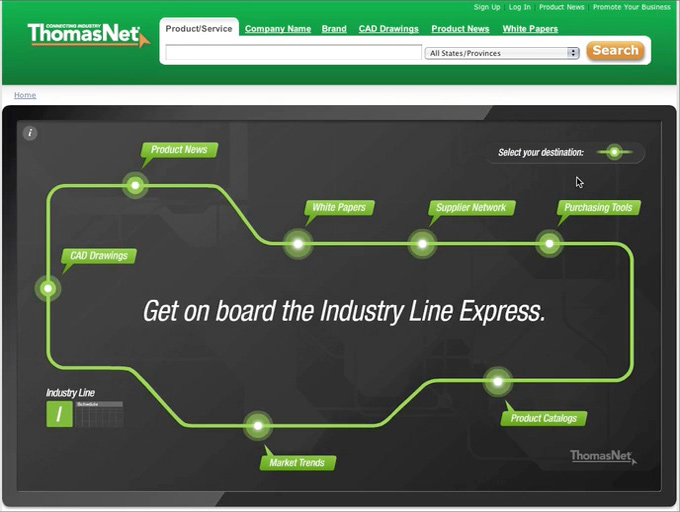 Sign Up | Log In | Product News | Promote Your Business
CONNECTING INDUSTRY
ThomasNet
Product/Service Company Name Brand CAD Drawings Product News White Papers
All States/Provinces
Search
Home
i
Product News
Select your destination:
White Papers
Supplier Network
Purchasing Tools
CAD Drawings
Get on board the Industry Line Express.
Industry Line
I
Schedule
Product Catalogs
Market Trends
ThomasNet